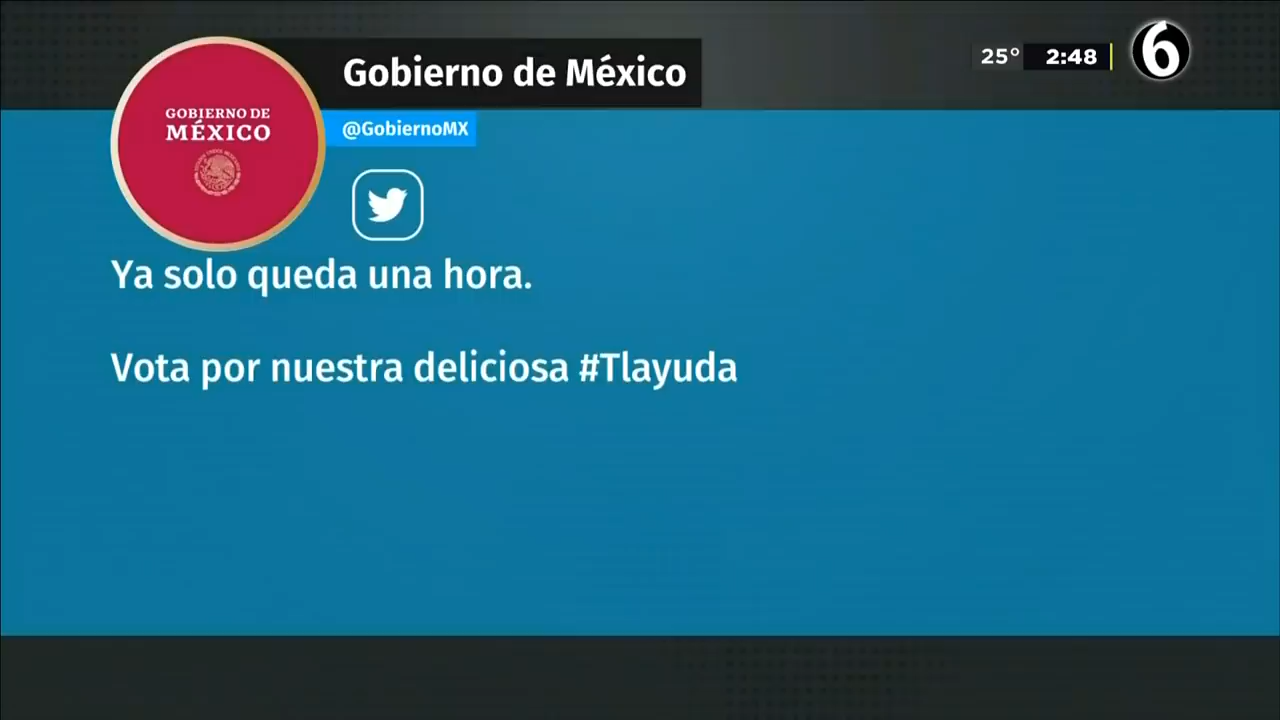 Gobierno de México
25° 2:48 6
GOBIERNO DE
MÉXICO
@GobiernoMX
Ya solo queda una hora.
Vota por nuestra deliciosa #Tlayuda